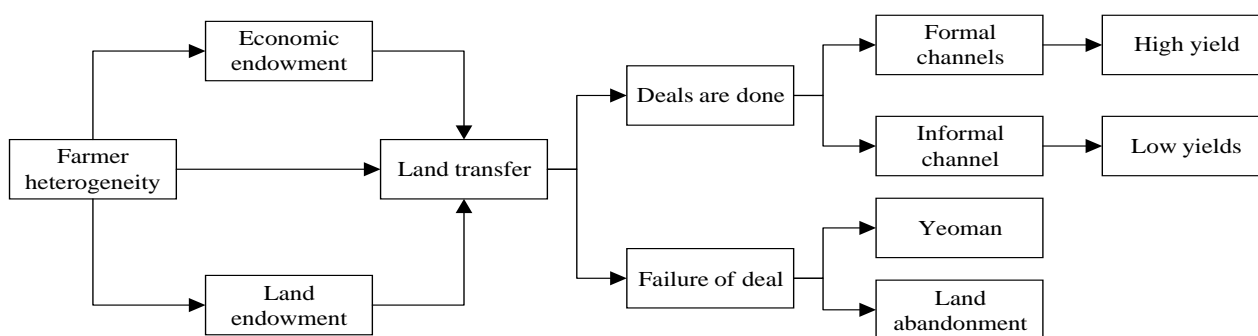 Economic
endowment
Farmer
heterogeneity
Land
endowment
Land transfer
Deals are done
Failure of deal
Formal
channels
High yield
Informal
channel
Low yields
Yeoman
Land
abandonment